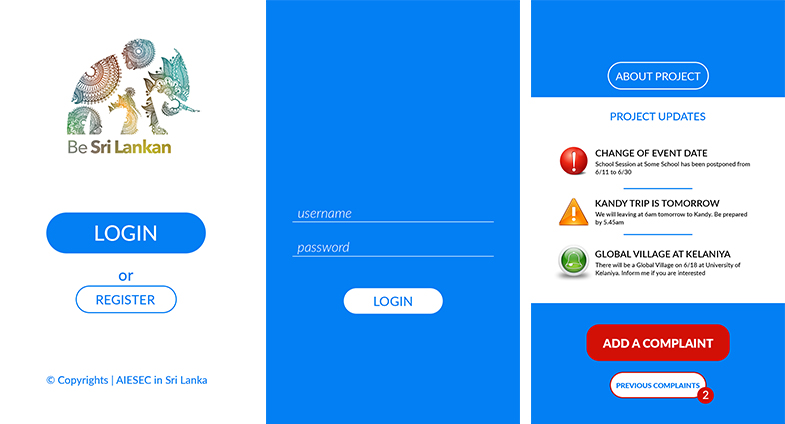 Be Sri Lankan
LOGIN
or
REGISTER
© Copyrights | AIESEC in Sri Lanka
username
password
LOGIN
ABOUT PROJECT
PROJECT UPDATES
CHANGE OF EVENT DATE
School Session at Some School has been postponed from
6/11 to 6/30
KANDY TRIP IS TOMORROW
We will leaving at 6am tomorrow to Kandy. Be prepared
by 5.45am
GLOBAL VILLAGE AT KELANIYA
There will be a Global Village on 6/18 at University of
Kelaniya. Inform me if you are interested
ADD A COMPLAINT
PREVIOUS COMPLAINTS
2